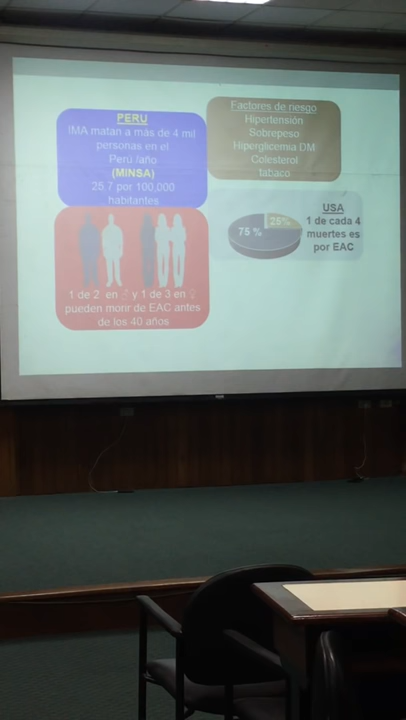 PERU
IMA matan a más de 4 mil
personas en el
Perú /año
(MINSA)
25,7 por 100,000
habitantes
Factores de riesgo
Hipertensión
Sobrepeso
Hiperglicemia DM
Colesterol
tabaco
75 %
25%
USA
1 de cada 4
muertes es
por EAC
1 de 2 en ♂ y 1 de 3 en ♀
pueden morir de EAC antes
de los 40 años